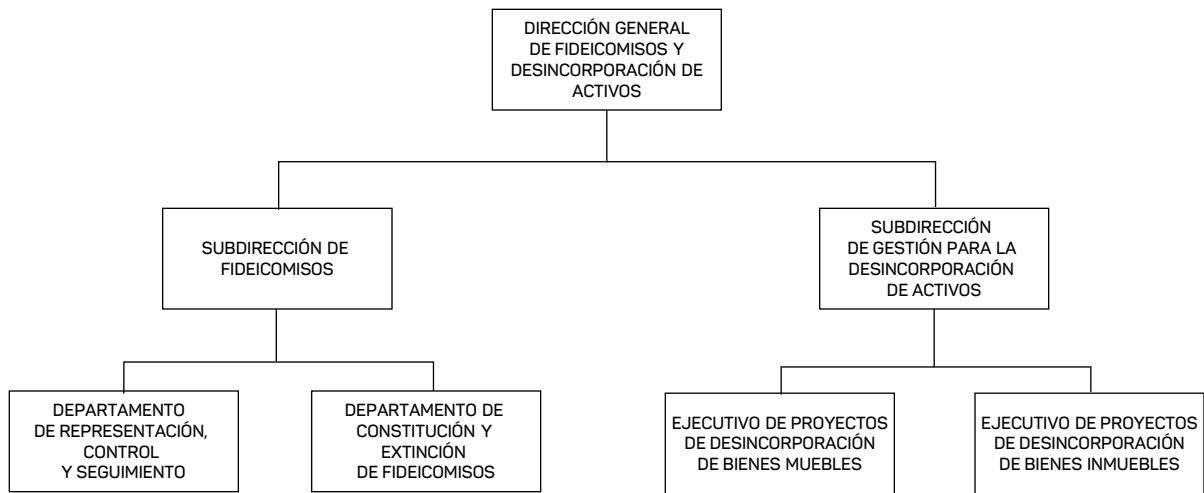 DIRECCIÓN GENERAL
DE FIDEICOMISOS Y
DESINCORPORACIÓN DE
ACTIVOS
SUBDIRECCIÓN DE
FIDEICOMISOS
SUBDIRECCIÓN
DE GESTIÓN PARA LA
DESINCORPORACIÓN
DE ACTIVOS
DEPARTAMENTO
DE REPRESENTACIÓN,
CONTROL
Y SEGUIMIENTO
DEPARTAMENTO DE
CONSTITUCIÓN Y
EXTINCIÓN
DE FIDEICOMISOS
EJECUTIVO DE PROYECTOS
DE DESINCORPORACIÓN
DE BIENES MUEBLES
EJECUTIVO DE PROYECTOS
DE DESINCORPORACIÓN
DE BIENES INMUEBLES